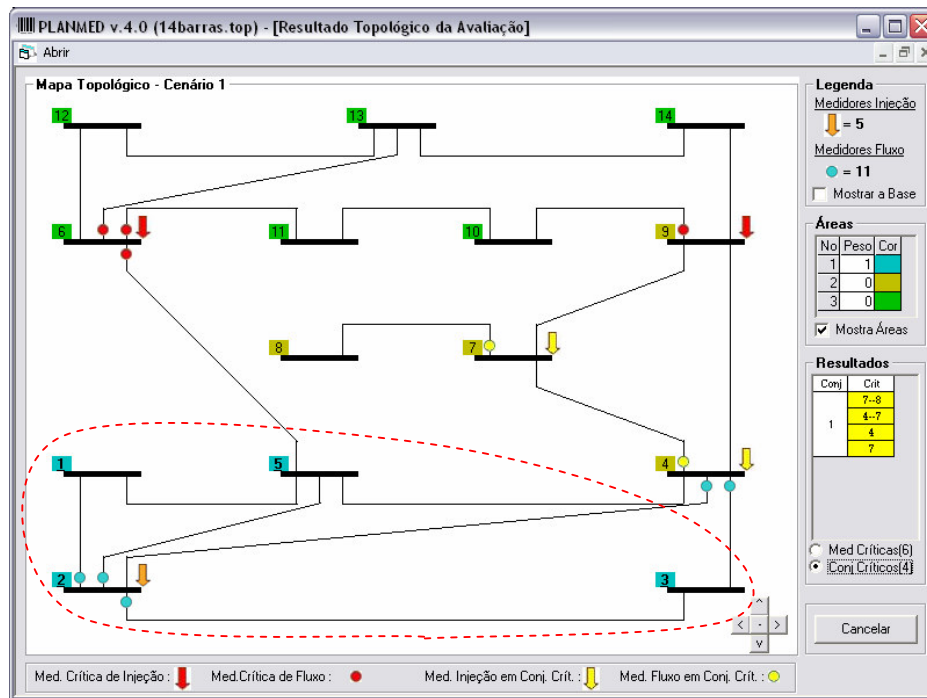 PLANMED v.4.0 (14barras.top) - [Resultado Topológico da Avaliação]
Abrir
Mapa Topológico - Cenário 1
12
13
14
6
11
10
9
8
7
1
5
4
2
3
Legenda
Medidores Injeção
= 5
Medidores Fluxo
= 11
Mostrar a Base
Áreas
No Peso Cor
1 1
2 0
3 0
Mostra Áreas
Resultados
Conj Crit
1
7--8
4--7
4
7
Med Críticas(6)
Conj Críticos(4)
Cancelar
Med. Crítica de Injeção : Med.Crítica de Fluxo : Med. Injeção em Conj. Crít. : Med. Fluxo em Conj. Crít. :